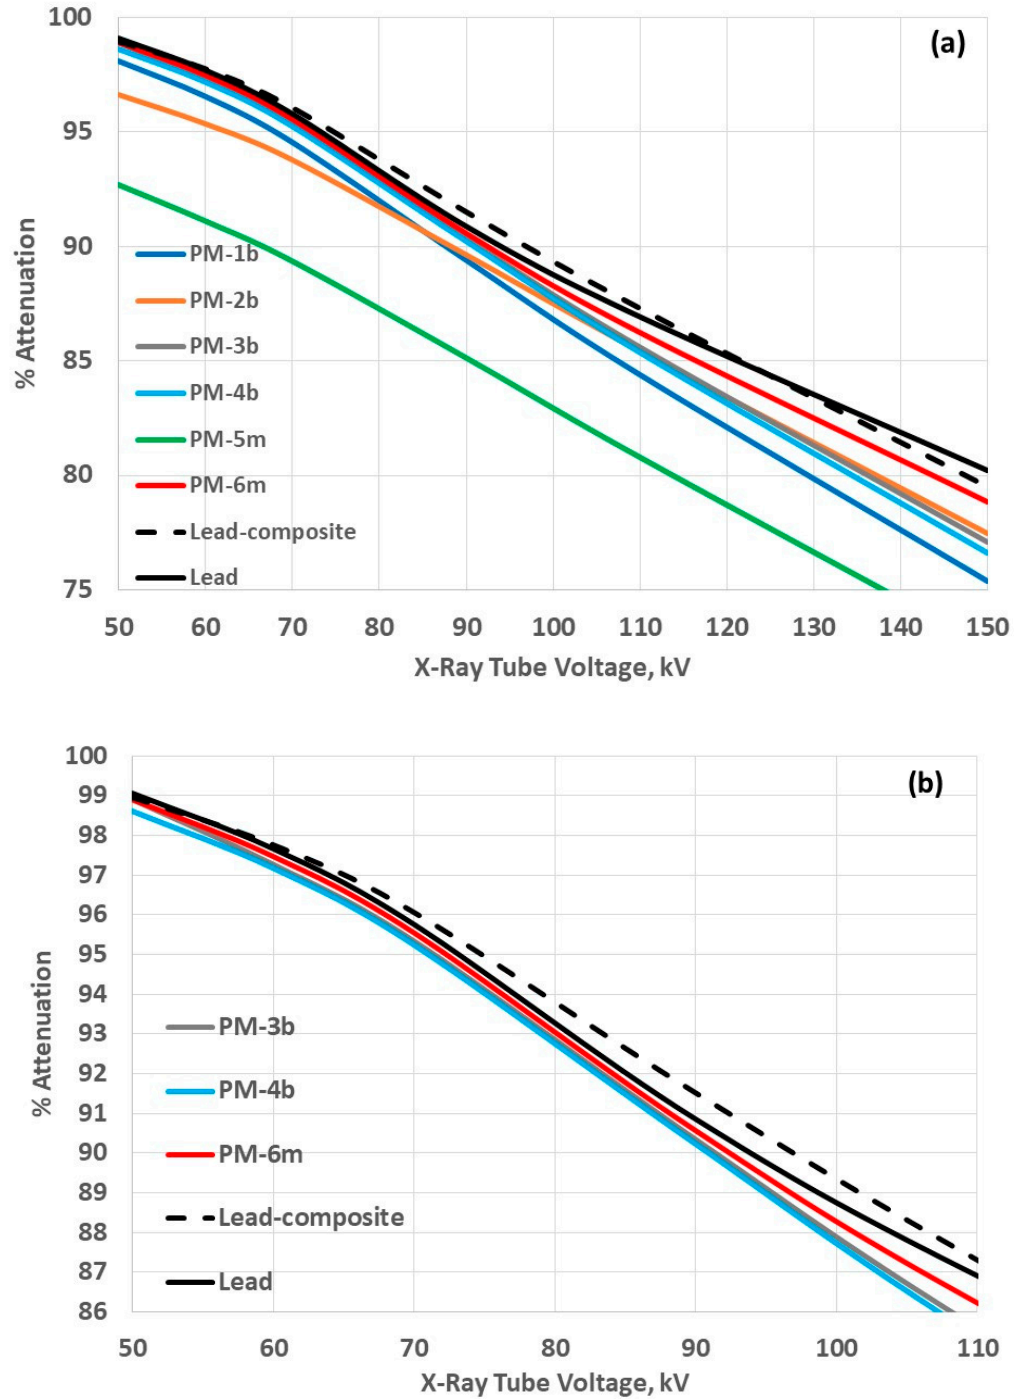 (a)
100
95
90
85
80
75
% Attenuation
PM-1b
PM-2b
PM-3b
PM-4b
PM-5m
PM-6m
Lead-composite
Lead
50 60 70 80 90 100 110 120 130 140 150
X-Ray Tube Voltage, kV
(b)
100
99
98
97
96
95
94
93
92
91
90
89
88
87
86
% Attenuation
PM-3b
PM-4b
PM-6m
Lead-composite
Lead
50 60 70 80 90 100 110
X-Ray Tube Voltage, kV